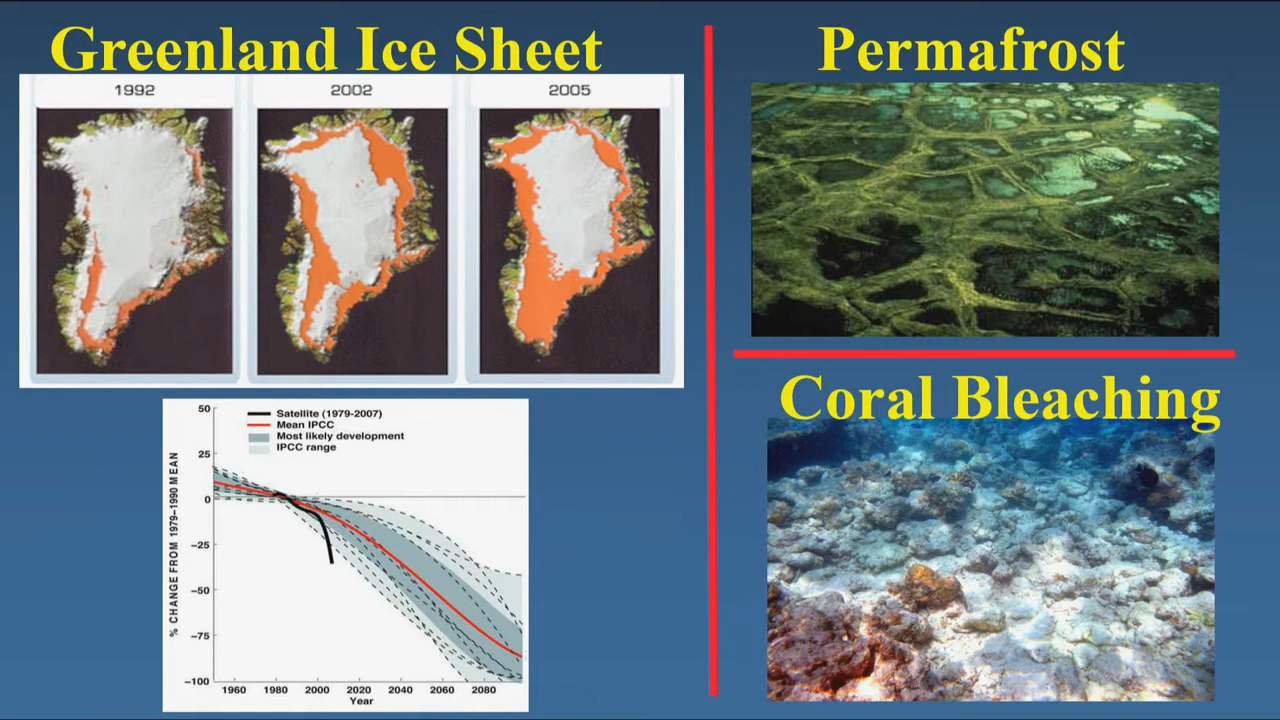 Greenland Ice Sheet
1992 2002 2005
50
Satellite (1979-2007)
Mean IPCC
Most likely development
IPCC range
25
0
−25
−50
−75
−100
% CHANGE FROM 1979–1990 MEAN
1960 1980 2000 2020 2040 2060 2080
Year
Permafrost
Coral Bleaching